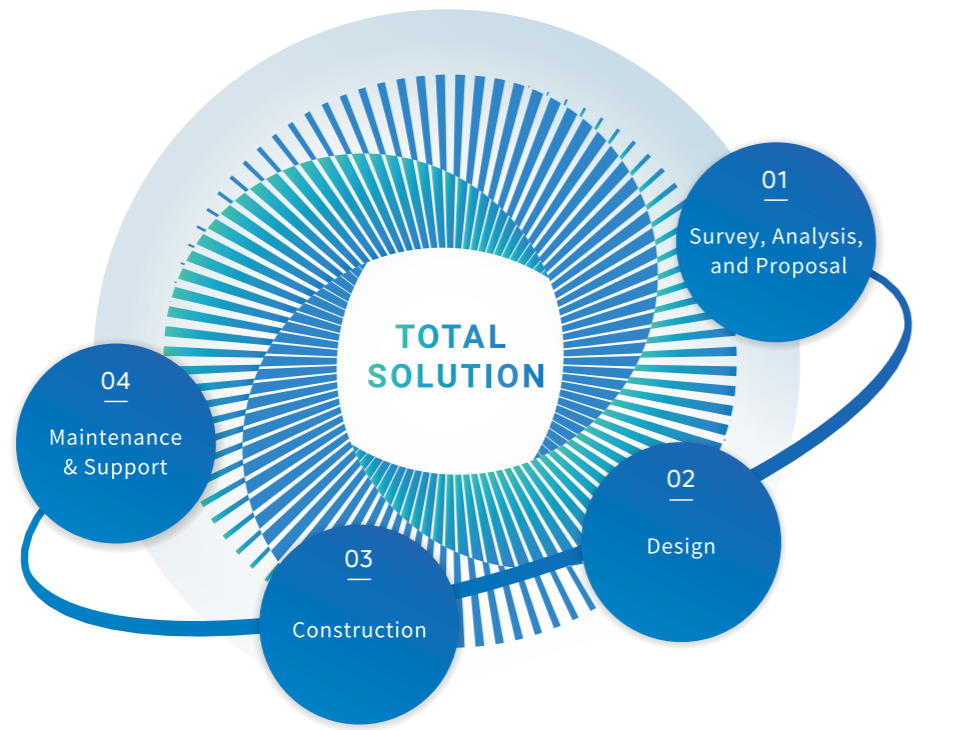 TOTAL
SOLUTION
01
Survey, Analysis,
and Proposal
02
Design
03
Construction
04
Maintenance
& Support